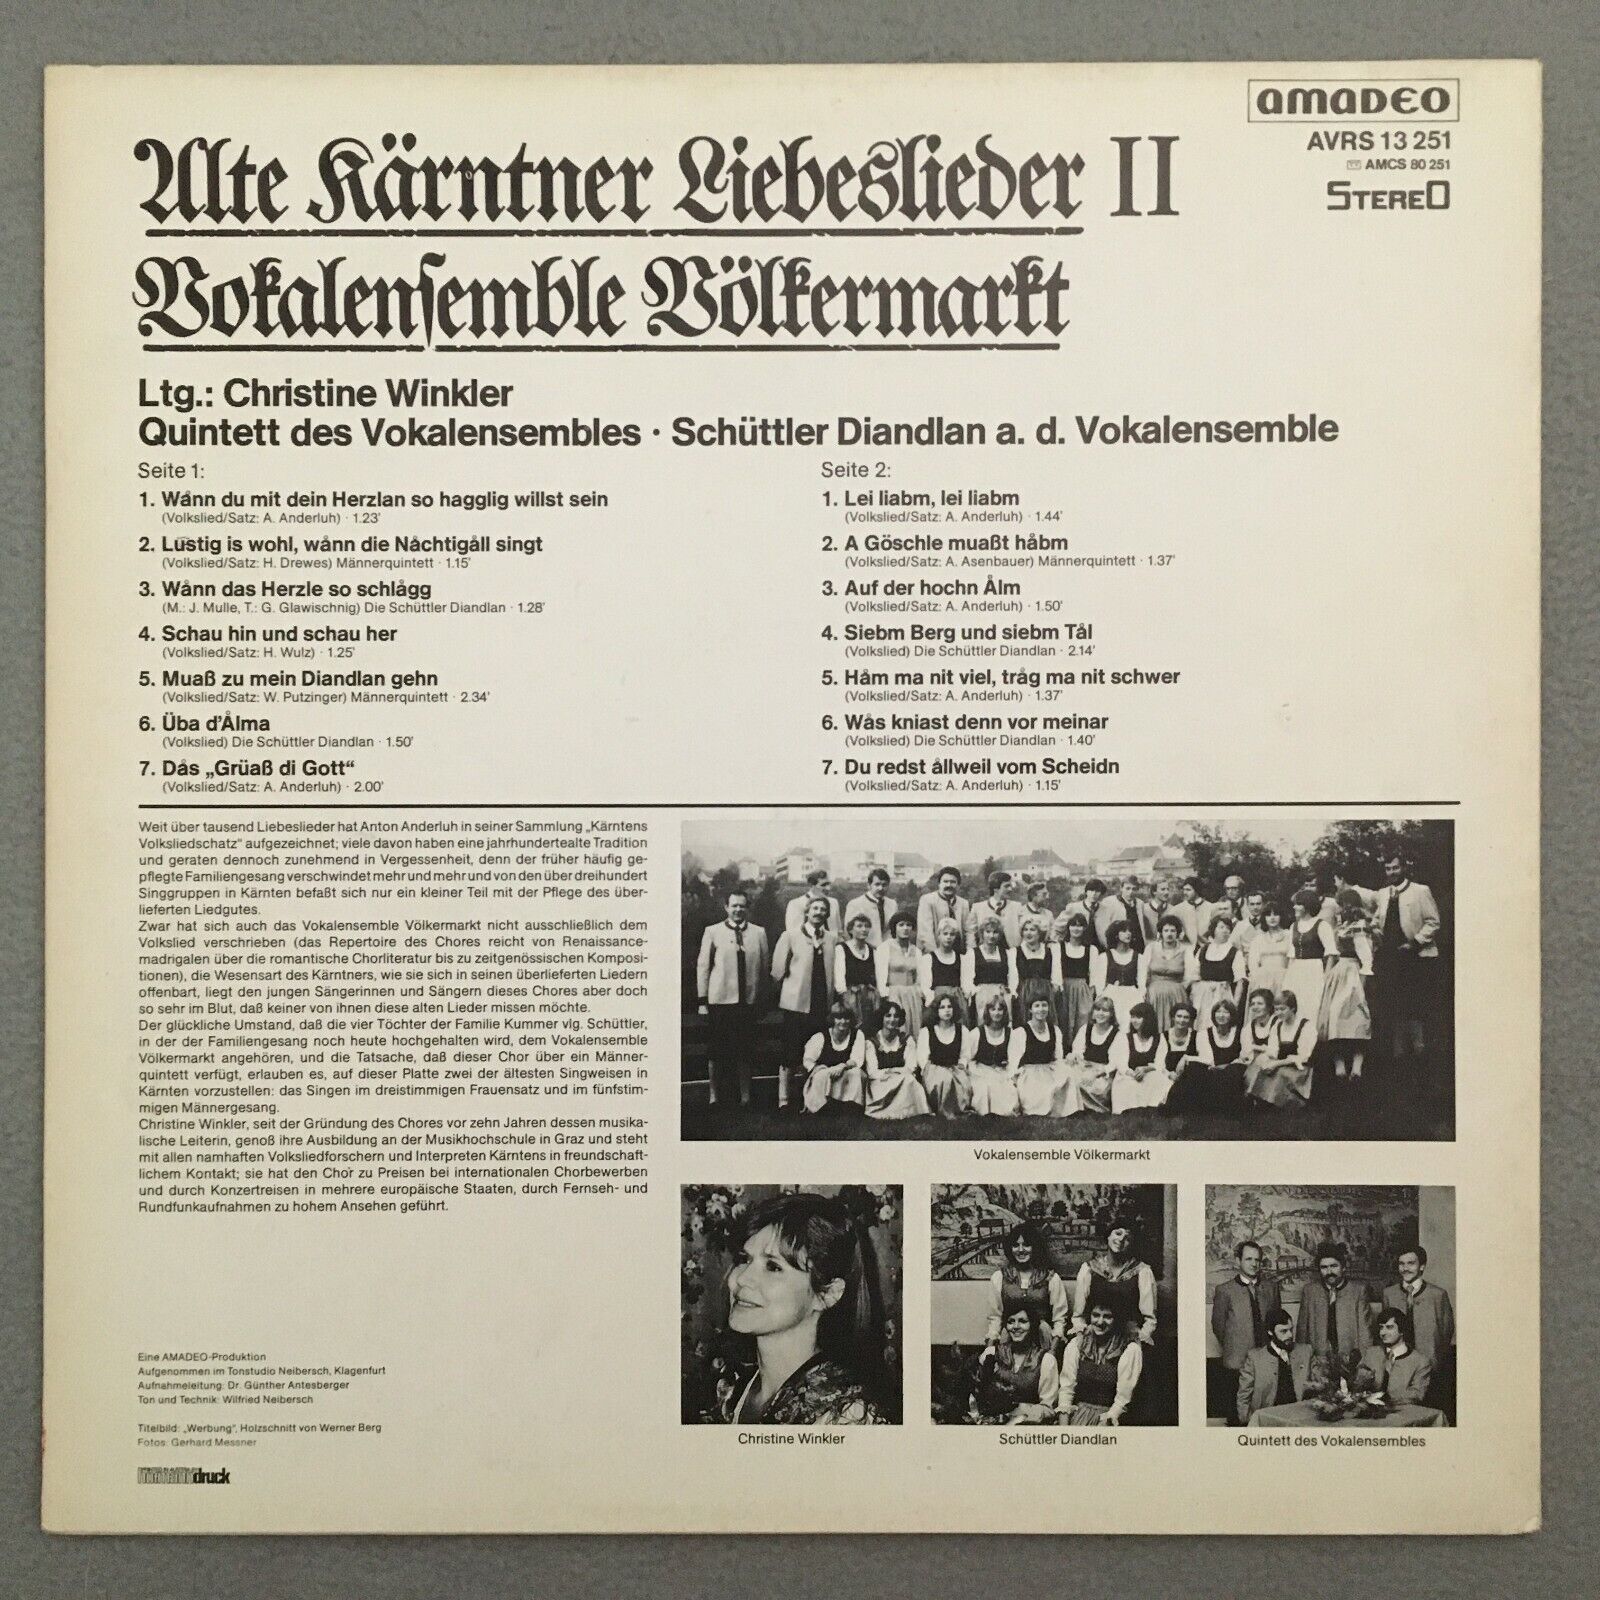 amadeo
AVRS 13 251
AMCS 80 251
STEREO
Alte Kärntner Liebeslieder II
Vokalensemble Völkermarkt
Ltg.: Christine Winkler
Quintett des Vokalensembles · Schüttler Diandlan a. d. Vokalensemble
Seite 1:
1. Wånn du mit dein Herzlan so hagglig willst sein
(Volkslied/Satz: A. Anderluh) · 1.23'
2. Lustig is wohl, wånn die Nåchtigåll singt
(Volkslied/Satz: H. Drewes) Männerquintett · 1.15'
3. Wånn das Herzle so schlågg
(M.: J. Mulle, T.: G. Glawischnig) Die Schüttler Diandlan · 1.28'
4. Schau hin und schau her
(Volkslied/Satz: H. Wulz) · 1.25'
5. Muaß zu mein Diandlan gehn
(Volkslied/Satz: W. Putzinger) Männerquintett · 2.34'
6. Üba d'Ålma
(Volkslied) Die Schüttler Diandlan · 1.50'
7. Dås „Grüaß di Gott“
(Volkslied/Satz: A. Anderluh) · 2.00'
Seite 2:
1. Lei liabm, lei liabm
(Volkslied/Satz: A. Anderluh) · 1.44'
2. A Göschle muaßt håbm
(Volkslied/Satz: A. Asenbauer) Männerquintett · 1.37'
3. Auf der hochn Ålm
(Volkslied/Satz: A. Anderluh) · 1.50'
4. Siebm Berg und siebm Tål
(Volkslied) Die Schüttler Diandlan · 2.14'
5. Håm ma nit viel, tråg ma nit schwer
(Volkslied/Satz: A. Anderluh) · 1.37'
6. Wås kniast denn vor meinar
(Volkslied) Die Schüttler Diandlan · 1.40'
7. Du redst ållweil vom Scheidn
(Volkslied/Satz: A. Anderluh) · 1.15'
Weit über tausend Liebeslieder hat Anton Anderluh in seiner Sammlung „Kärntens
Volksliedschatz“ aufgezeichnet; viele davon haben eine jahrhundertealte Tradition
und geraten dennoch zunehmend in Vergessenheit, denn der früher häufig ge-
pflegte Familiengesang verschwindet mehr und mehr und von den über dreihundert
Singgruppen in Kärnten befaßt sich nur ein kleiner Teil mit der Pflege des über-
lieferten Liedgutes.
Zwar hat sich auch das Vokalensemble Völkermarkt nicht ausschließlich dem
Volkslied verschrieben (das Repertoire des Chores reicht von Renaissance-
madrigalen über die romantische Chorliteratur bis zu zeitgenössischen Komposi-
tionen), die Wesensart des Kärntners, wie sie sich in seinen überlieferten Liedern
offenbart, liegt den jungen Sängerinnen und Sängern dieses Chores aber doch
so sehr im Blut, daß keiner von ihnen diese alten Lieder missen möchte.
Der glückliche Umstand, daß die vier Töchter der Familie Kummer vlg. Schüttler,
in der der Familiengesang noch heute hochgehalten wird, dem Vokalensemble
Völkermarkt angehören, und die Tatsache, daß dieser Chor über ein Männer-
quintett verfügt, erlauben es, auf dieser Platte zwei der ältesten Singweisen in
Kärnten vorzustellen: das Singen im dreistimmigen Frauensatz und im fünfstim-
migen Männergesang.
Christine Winkler, seit der Gründung des Chores vor zehn Jahren dessen musika-
lische Leiterin, genoß ihre Ausbildung an der Musikhochschule in Graz und steht
mit allen namhaften Volksliedforschern und Interpreten Kärntens in freundschaft-
lichem Kontakt; sie hat den Chor zu Preisen bei internationalen Chorbewerben
und durch Konzertreisen in mehrere europäische Staaten, durch Fernseh- und
Rundfunkaufnahmen zu hohem Ansehen geführt.
Vokalensemble Völkermarkt
Christine Winkler
Schüttler Diandlan
Quintett des Vokalensembles
Eine AMADEO-Produktion
Aufgenommen im Tonstudio Neibersch, Klagenfurt
Aufnahmeleitung: Dr. Günther Antesberger
Ton und Technik: Wilfried Neibersch
Titelbild: „Werbung“, Holzschnitt von Werner Berg
Fotos: Gerhard Messner
druck